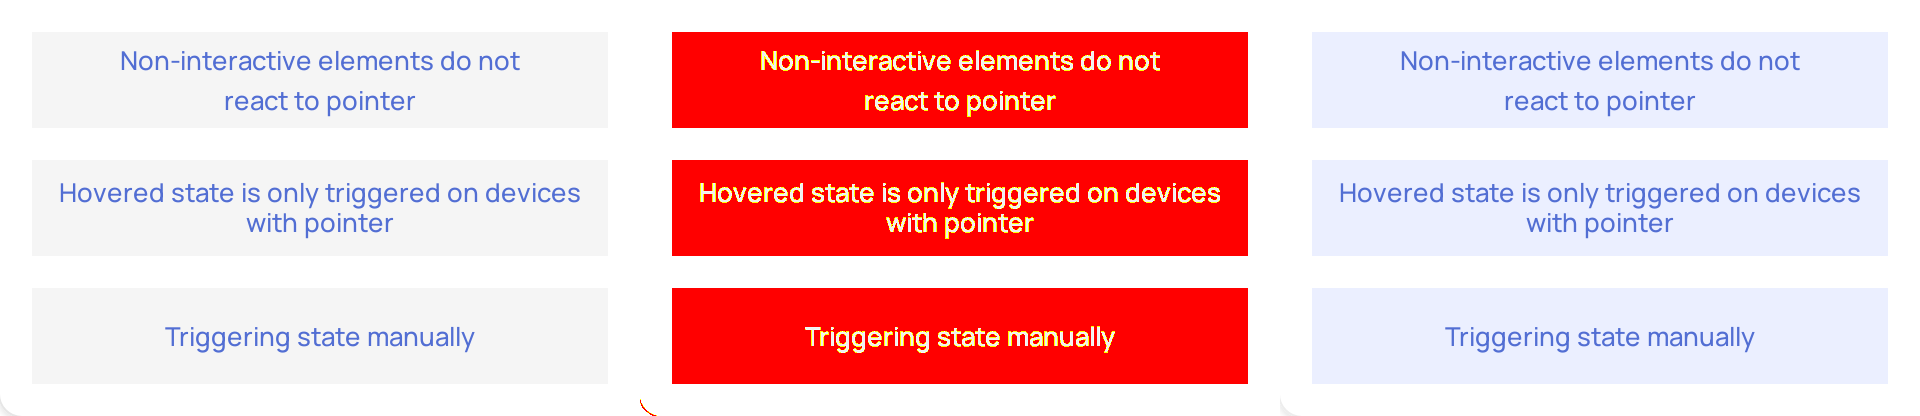 Non-interactive elements do not
react to pointer
Hovered state is only triggered on devices
with pointer
Triggering state manually
Non-interactive elements do not
react to pointer
Hovered state is only triggered on devices
with pointer
Triggering state manually
Non-interactive elements do not
react to pointer
Hovered state is only triggered on devices
with pointer
Triggering state manually